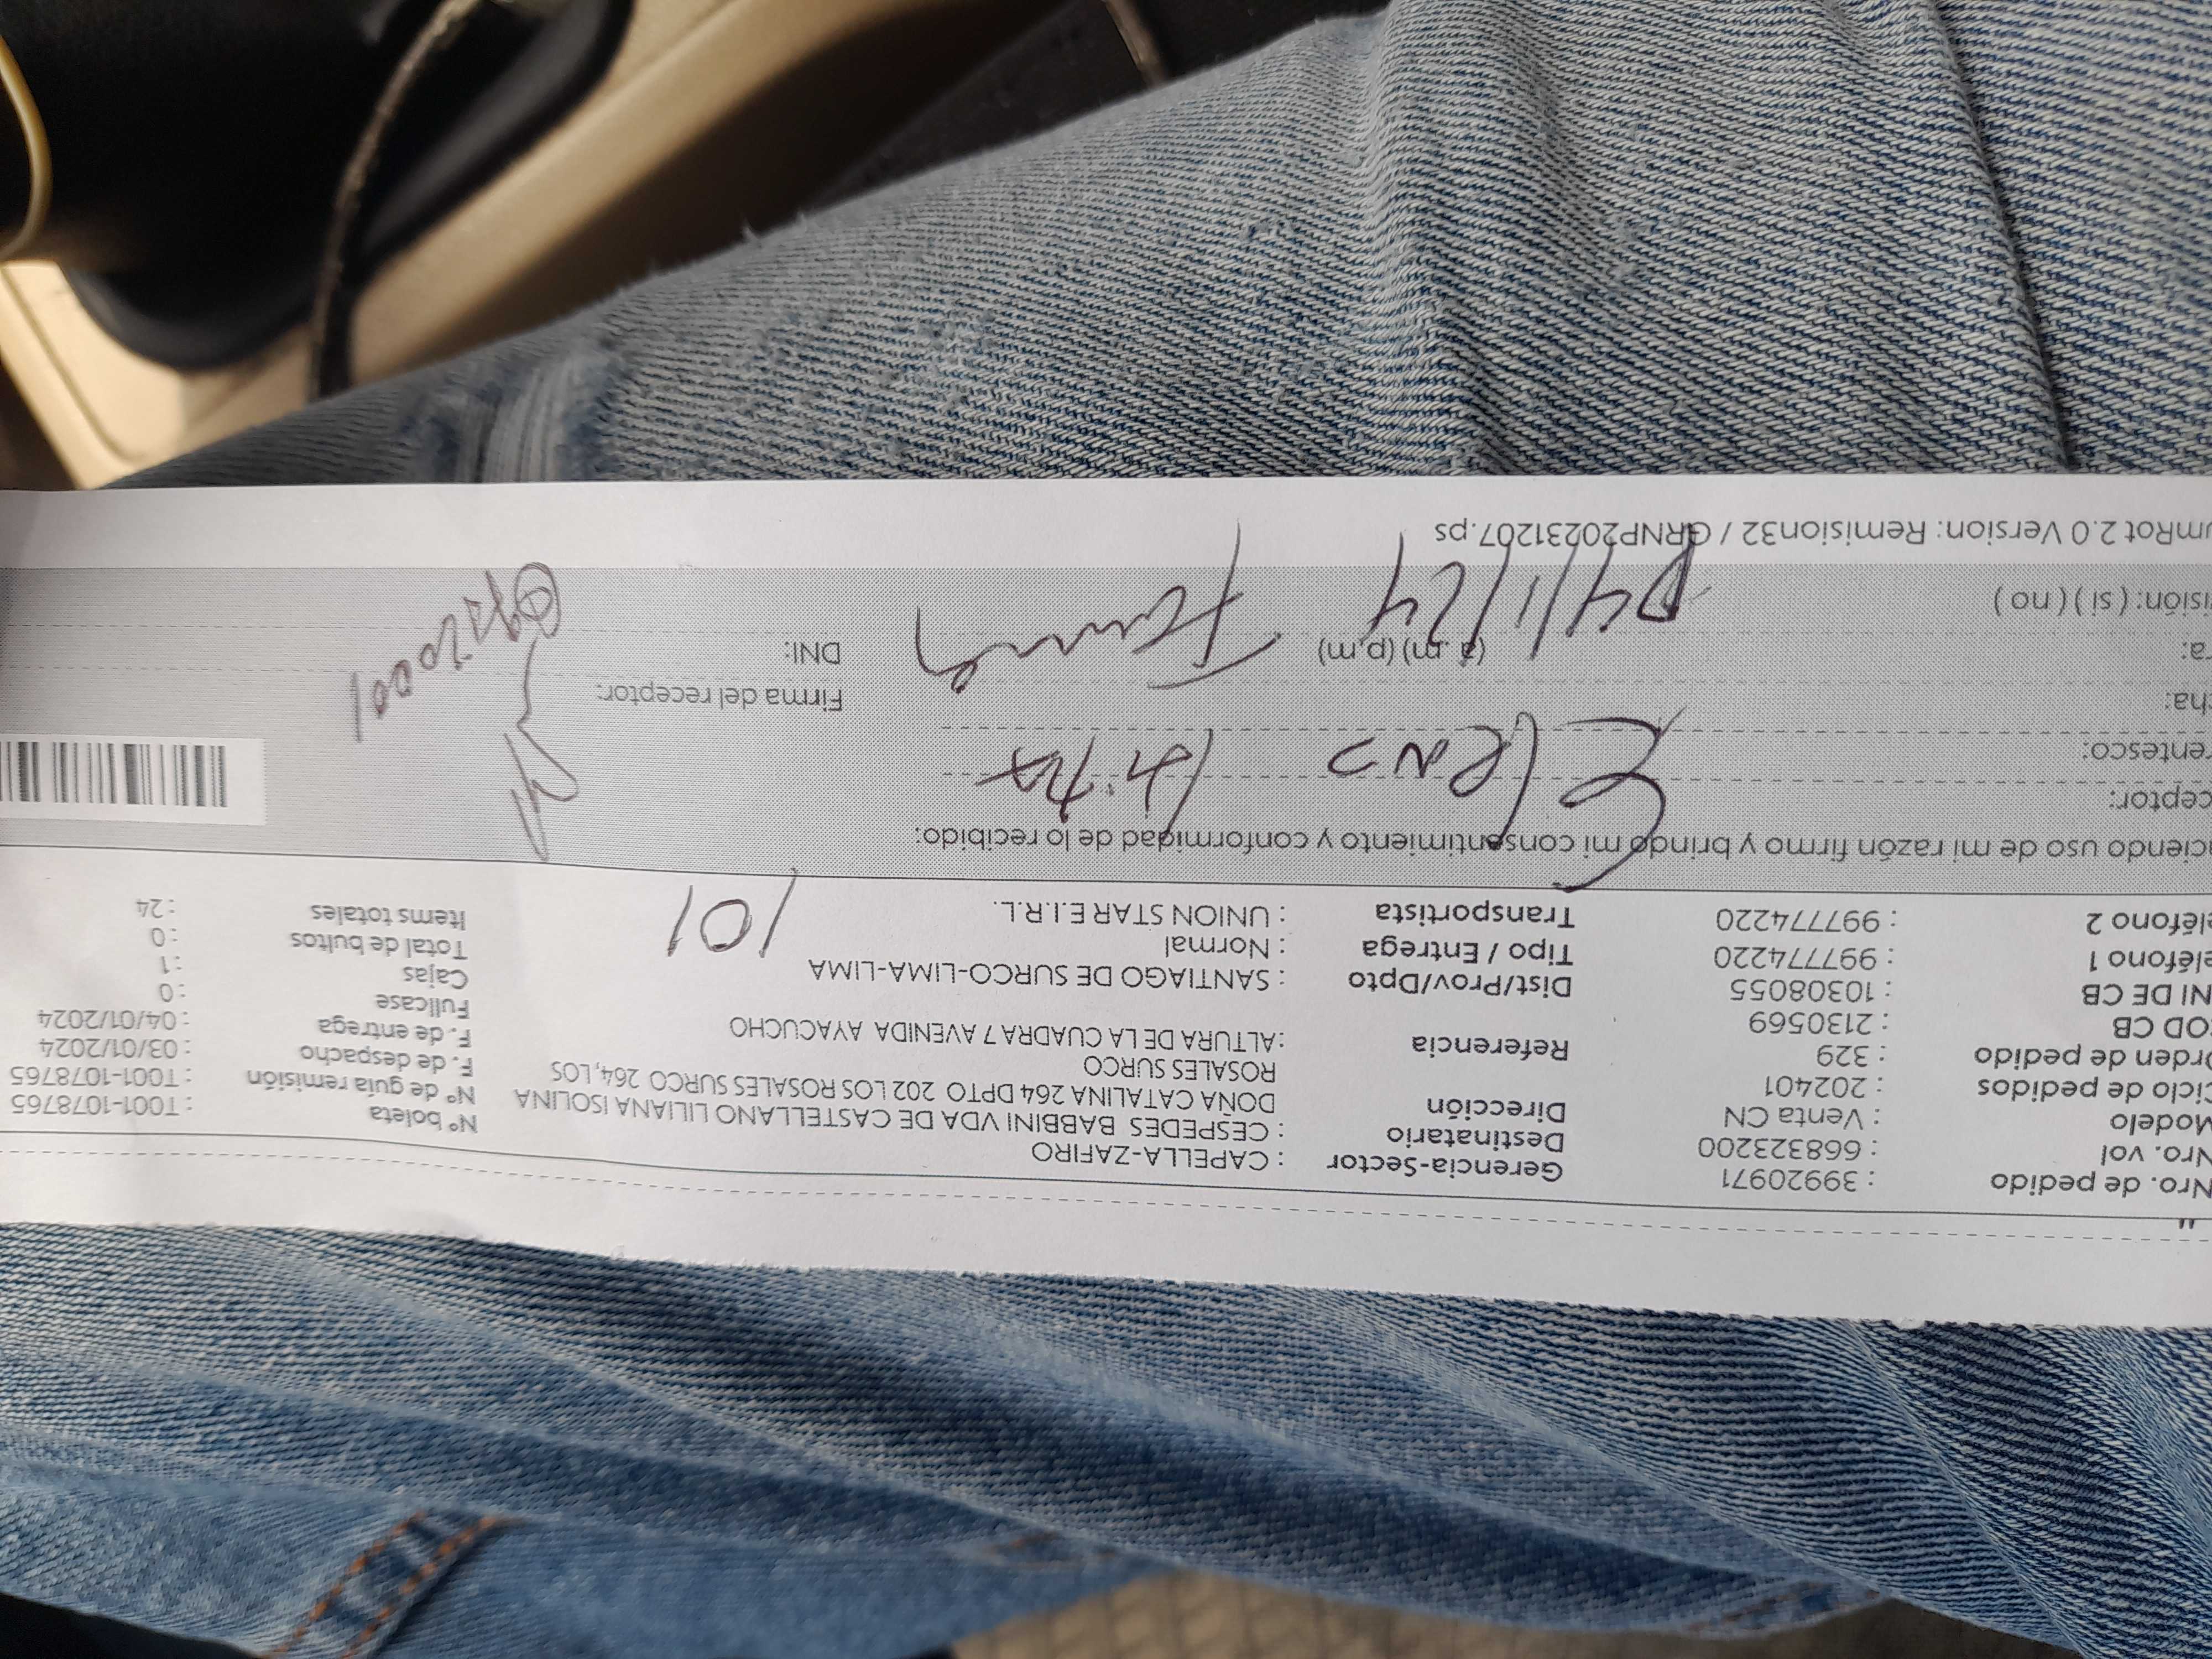 Nro. de pedido : 39920971 Gerencia-Sector : CAPELLA-ZAFIRO
Nro. vol : 668323200 Destinatario : CESPEDES BABBINI VDA DE CASTELLANO LILIANA ISOLINA Nº boleta : T001-1078765
Modelo : Venta CN Dirección DOÑA CATALINA 264 DPTO 202 LOS ROSALES SURCO 264, LOS Nº de guía remisión : T001-1078765
Ciclo de pedidos : 202401 ROSALES SURCO F. de despacho : 03/01/2024
Orden de pedido : 329 Referencia : ALTURA DE LA CUADRA 7 AVENIDA AYACUCHO F. de entrega : 04/01/2024
COD CB : 2130569 Fullcase : 0
DNI DE CB : 10308055 Dist/Prov/Dpto : SANTIAGO DE SURCO-LIMA-LIMA Cajas : 1
eléfono 1 : 997774220 Tipo / Entrega : Normal Total de bultos : 0
eléfono 2 : 997774220 Transportista : UNION STAR E.I.R.L. 101 Items totales : 24
ciendo uso de mi razón firmo y brindo mi consentimiento y conformidad de lo recibido:
ceptor:
entesco:
cha: Firma del receptor:
a: (a.m) (p.m) DNI:
04/1/24
isión: ( si ) ( no )
umRot 2.0 Version: Remision32 / GRNP20231207.ps